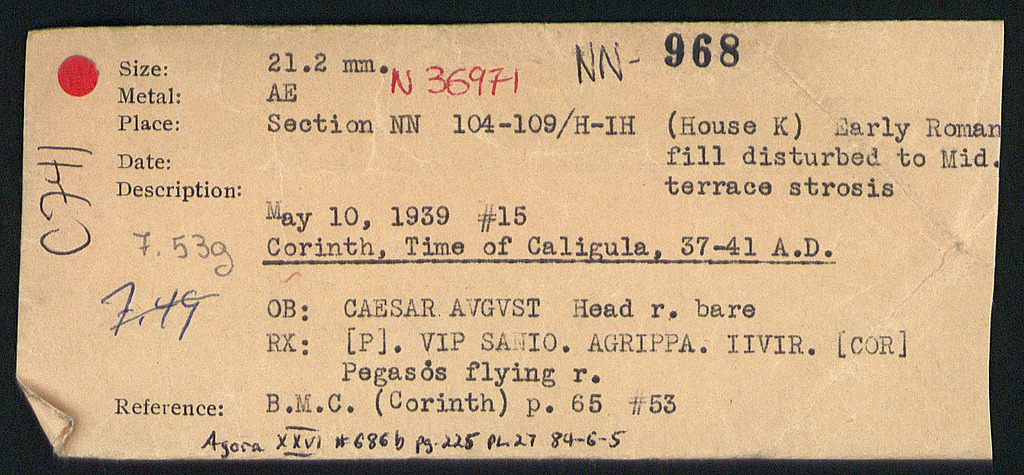 Size: 21.2 mm. N 36971 NN- 968
Metal: AE
Place: Section NN 104-109/H-IH (House K) Early Roman
fill disturbed to Mid.
terrace strosis
Date:
Description:
May 10, 1939 #15
Corinth, Time of Caligula, 37-41 A.D.
C741
7.53g
7.49
OB: CAESAR AVGVST Head r. bare
RX: [P]. VIP SANIO. AGRIPPA. IIVIR. [COR]
Pegasos flying r.
Reference: B.M.C. (Corinth) p. 65 #53
Agora XXVI #686b pg. 225 PL 27 84-6-5